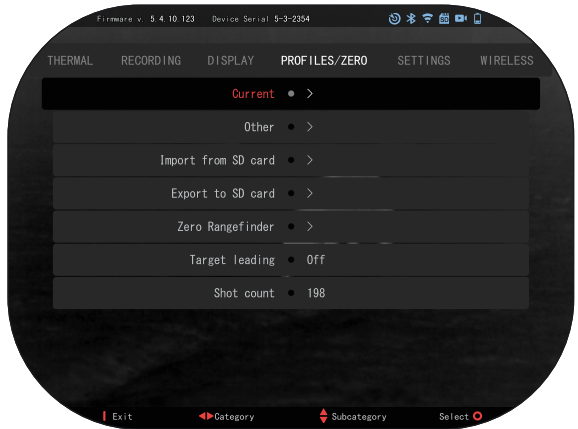 Firmware v. 5.4.10.123 Device Serial 5-3-2354 SD
THERMAL RECORDING DISPLAY PROFILES/ZERO SETTINGS WIRELESS
Current >
Other >
Import from SD card >
Export to SD card >
Zero Rangefinder >
Target leading Off
Shot count 198
Exit Category Subcategory Select